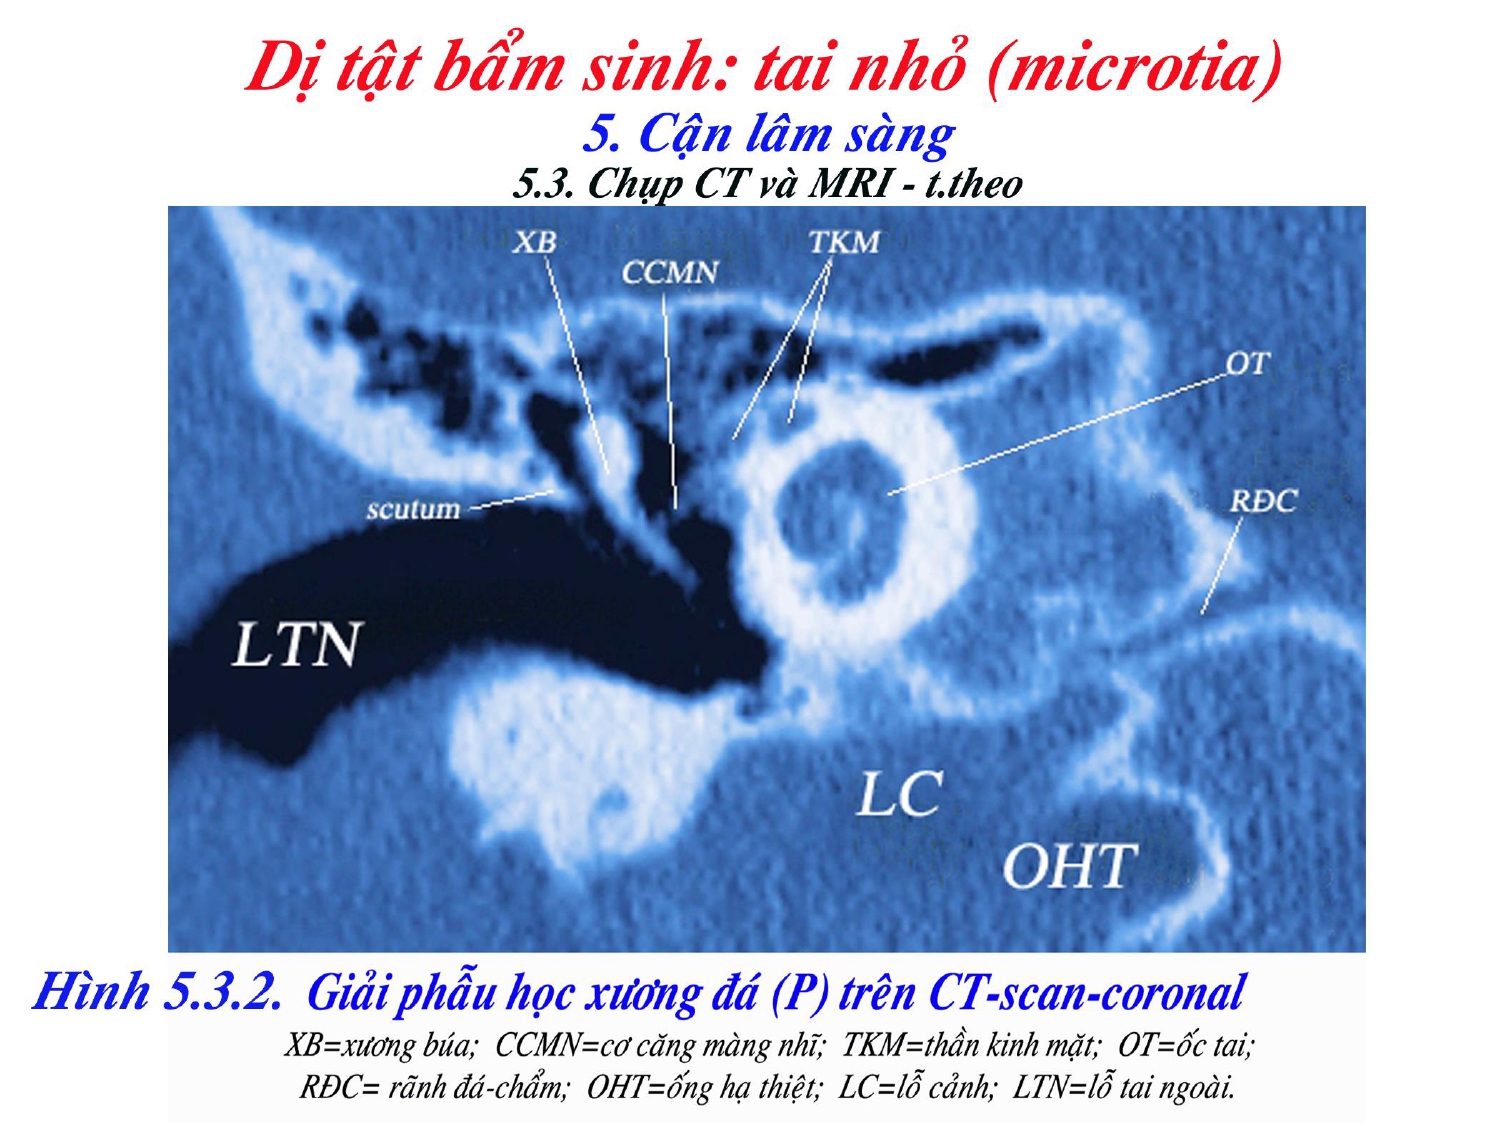 Dị tật bẩm sinh: tai nhỏ (microtia)
5. Cận lâm sàng
5.3. Chụp CT và MRI - t.theo
XB
TKM
CCMN
OT
scutum
RĐC
LTN
LC
OHT
Hình 5.3.2. Giải phẫu học xương đá (P) trên CT-scan-coronal
XB=xương búa; CCMN=cơ căng màng nhĩ; TKM=thần kinh mặt; OT=ốc tai;
RĐC= rãnh đá-chẩm; OHT=ống hạ thiệt; LC=lỗ cảnh; LTN=lỗ tai ngoài.